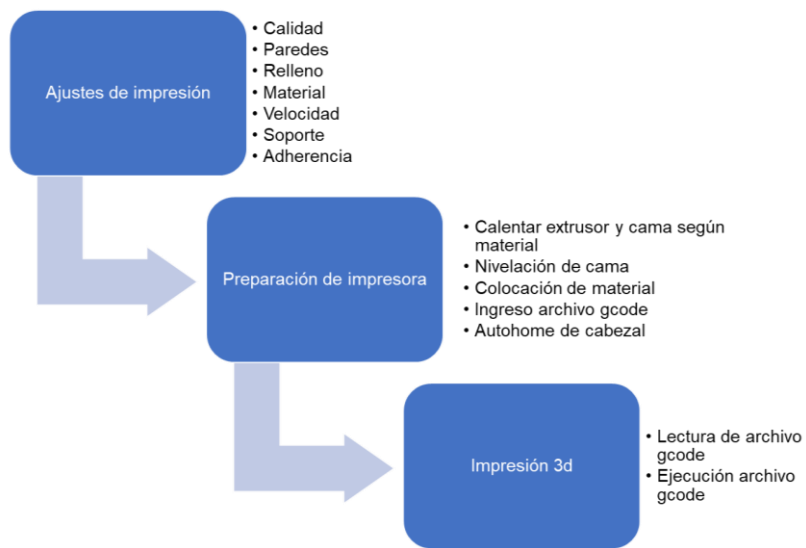 Ajustes de impresión
• Calidad
• Paredes
• Relleno
• Material
• Velocidad
• Soporte
• Adherencia
Preparación de impresora
• Calentar extrusor y cama según
material
• Nivelación de cama
• Colocación de material
• Ingreso archivo gcode
• Autohome de cabezal
Impresión 3d
• Lectura de archivo
gcode
• Ejecución archivo
gcode